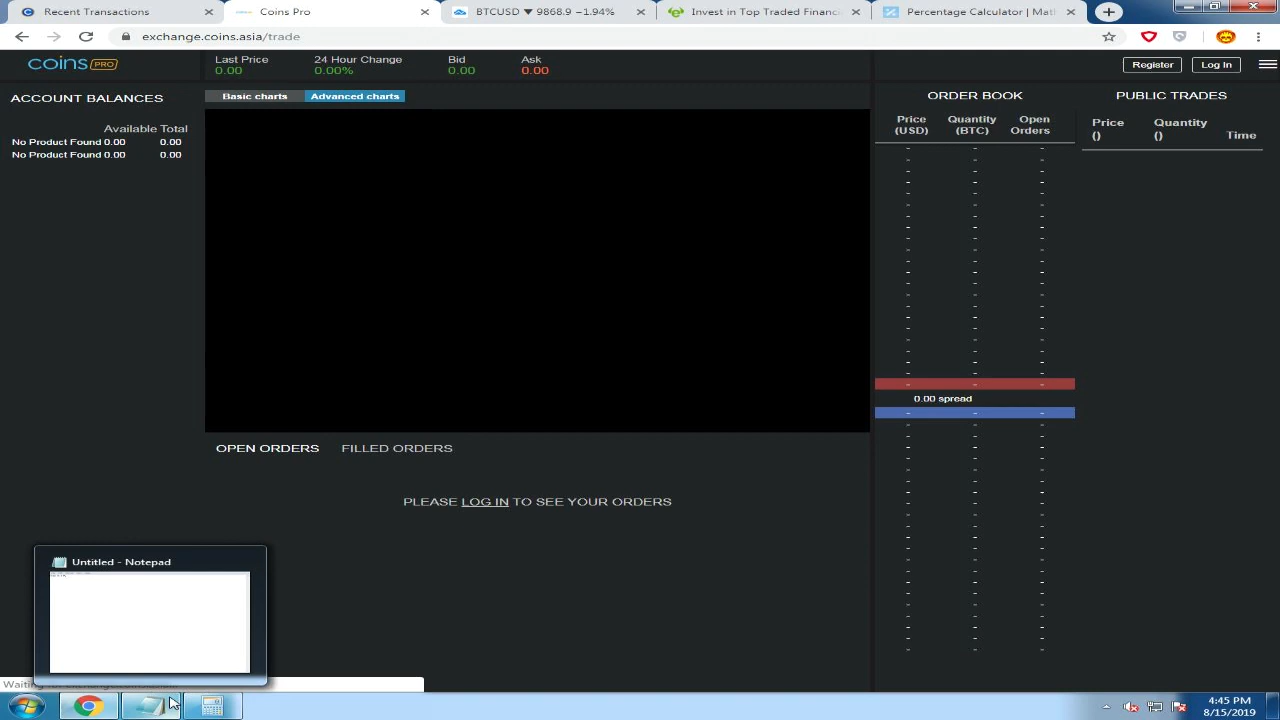 Recent Transactions
Coins Pro
BTCUSD ▼ 9868.9 −1.94%
Invest in Top Traded Financ
Percentage Calculator | Mat
exchange.coins.asia/trade
coins PRO
Last Price
0.00
24 Hour Change
0.00%
Bid
0.00
Ask
0.00
Register
Log In
ACCOUNT BALANCES
Available Total
No Product Found 0.00 0.00
No Product Found 0.00 0.00
Basic charts
Advanced charts
ORDER BOOK
Price (USD)
Quantity (BTC)
Open Orders
0.00 spread
PUBLIC TRADES
Price ()
Quantity ()
Time
OPEN ORDERS
FILLED ORDERS
PLEASE LOG IN TO SEE YOUR ORDERS
Untitled - Notepad
4:45 PM
8/15/2019